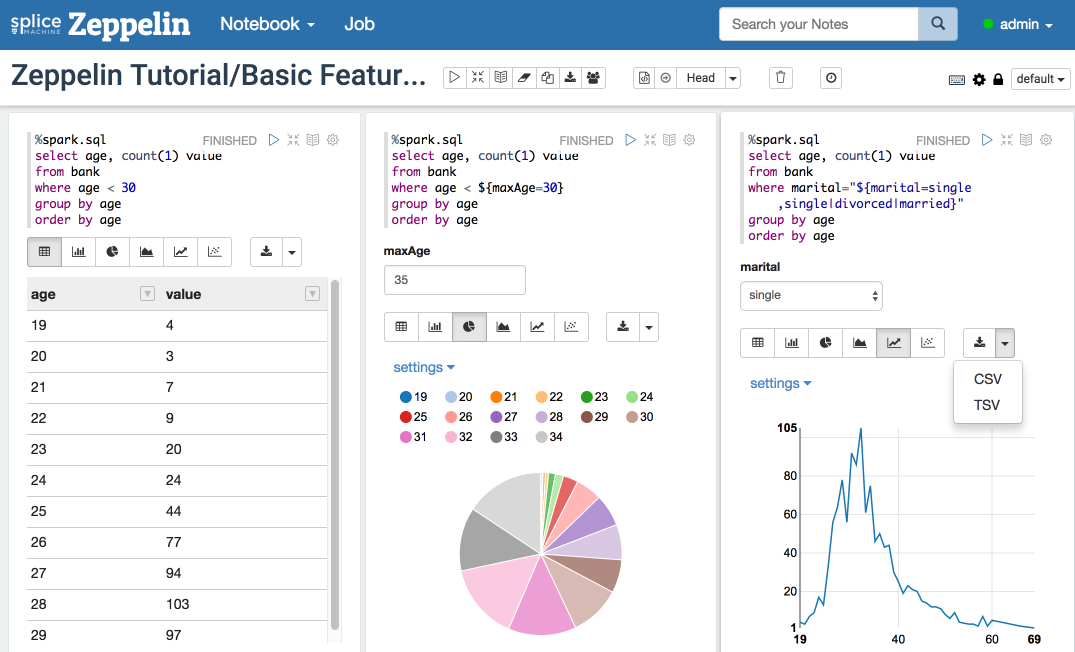 splice MACHINE Zeppelin Notebook Job Search your Notes admin
Zeppelin Tutorial/Basic Featur... Head default
%spark.sql FINISHED
select age, count(1) value
from bank
where age < 30
group by age
order by age
age value
19 4
20 3
21 7
22 9
23 20
24 24
25 44
26 77
27 94
28 103
29 97
%spark.sql FINISHED
select age, count(1) value
from bank
where age < ${maxAge=30}
group by age
order by age
maxAge
35
settings
19 20 21 22 23 24
25 26 27 28 29 30
31 32 33 34
%spark.sql FINISHED
select age, count(1) value
from bank
where marital="${marital=single
,single|divorced|married}"
group by age
order by age
marital
single
CSV
TSV
settings
105
80
60
40
20
1
19 40 60 69